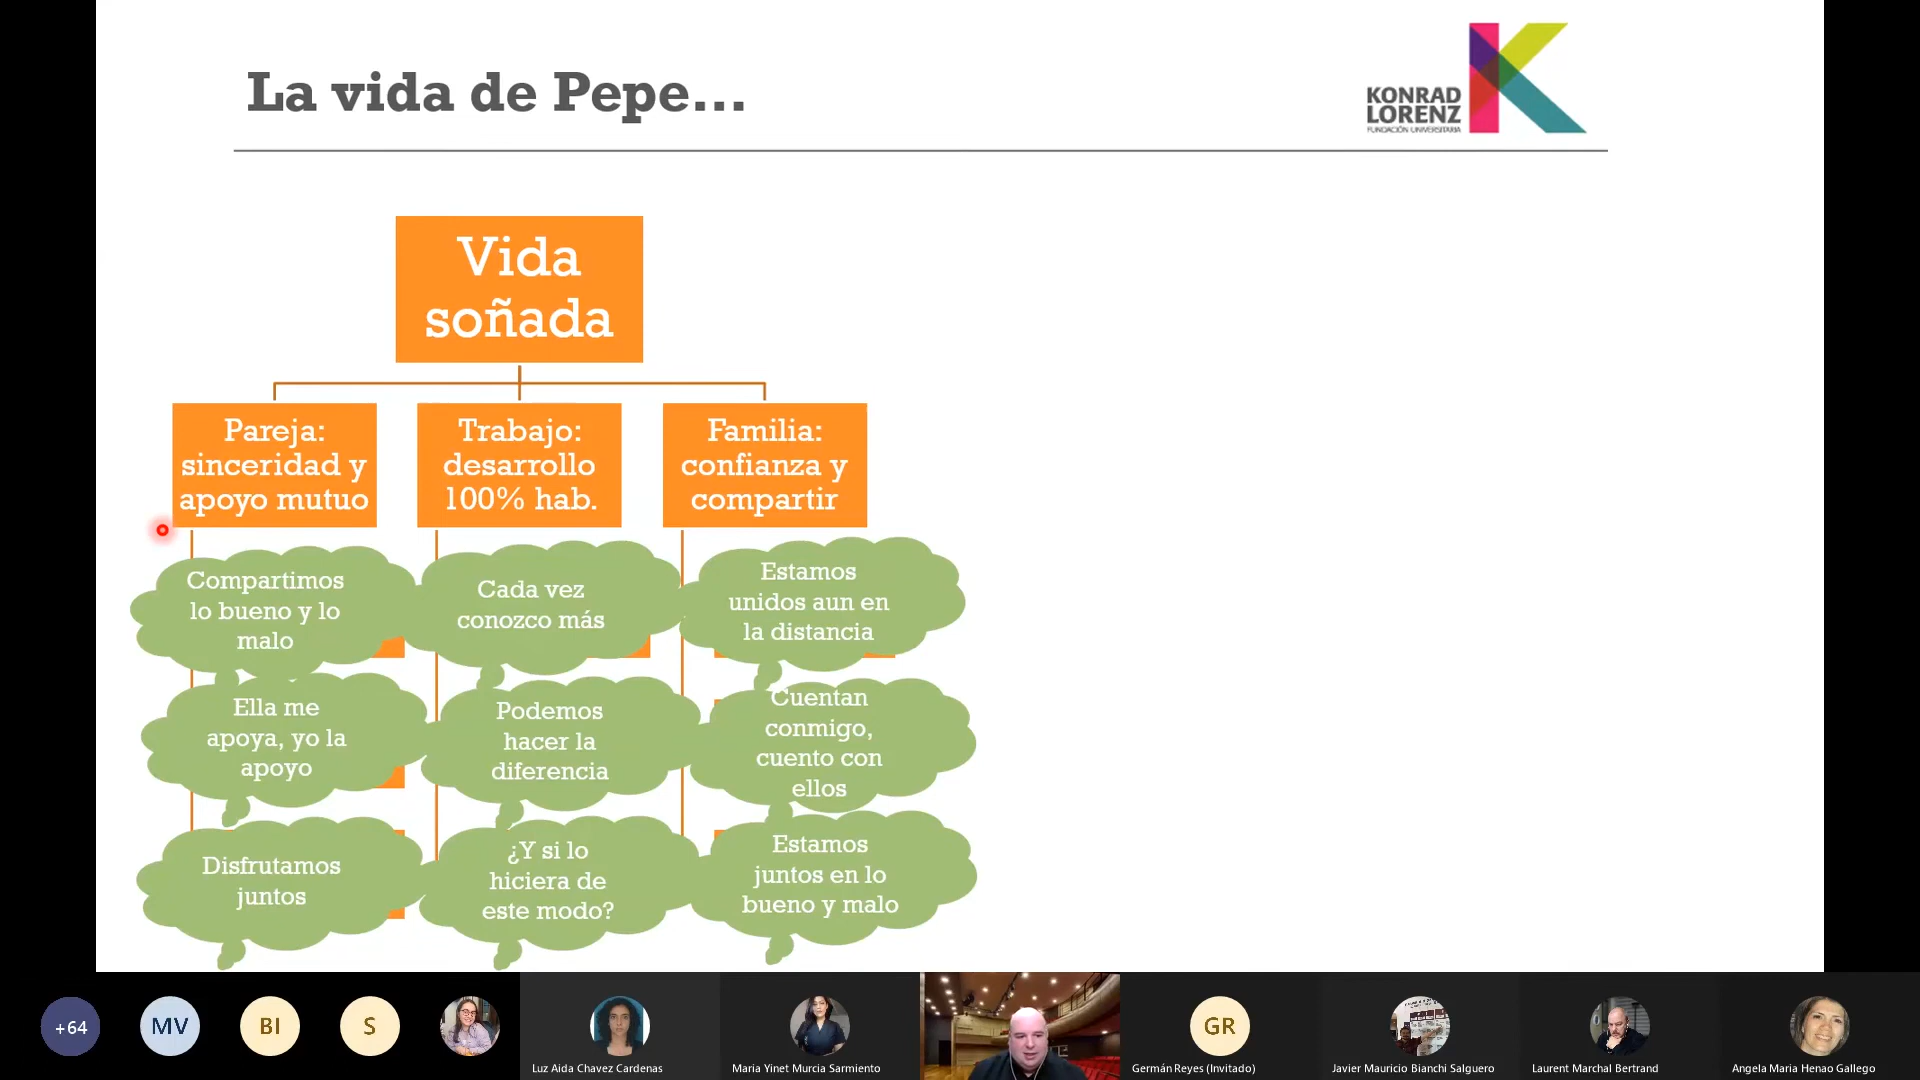 La vida de Pepe...
KONRAD
LORENZ
FUNDACIÓN UNIVERSITARIA
Vida
soñada
Pareja:
sinceridad y
apoyo mutuo
Trabajo:
desarrollo
100% hab.
Familia:
confianza y
compartir
Compartimos
lo bueno y lo
malo
Cada vez
conozco más
Estamos
unidos aun en
la distancia
Ella me
apoya, yo la
apoyo
Podemos
hacer la
diferencia
Cuentan
conmigo,
cuento con
ellos
Disfrutamos
juntos
¿Y si lo
hiciera de
este modo?
Estamos
juntos en lo
bueno y malo
+64
MV
BI
S
GR
Luz Aida Chavez Cardenas
Maria Yinet Murcia Sarmiento
Germán Reyes (Invitado)
Javier Mauricio Bianchi Salguero
Laurent Marchal Bertrand
Angela Maria Henao Gallego